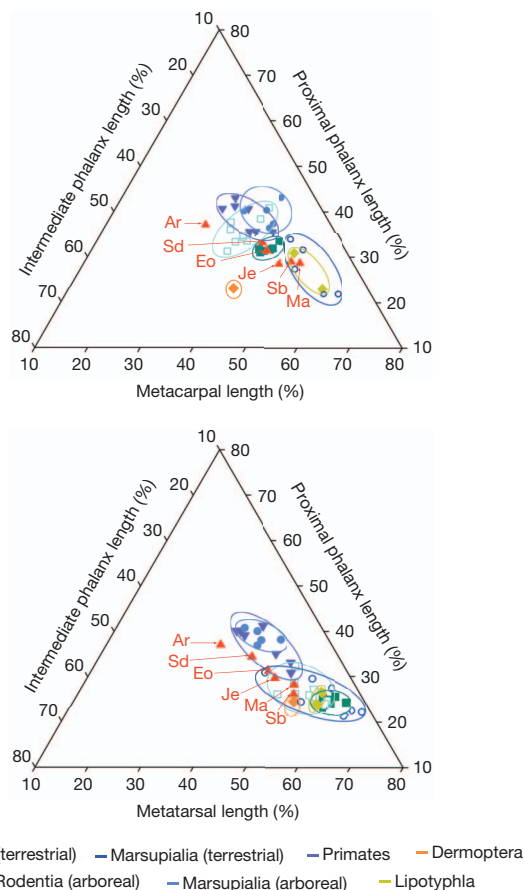 10
80
20
70
30
60
40
50
50
40
60
30
70
20
80
10
Intermediate phalanx length (%)
Proximal phalanx length (%)
Ar
Sd
Eo
Je
Sb
Ma
10 20 30 40 50 60 70 80
Metacarpal length (%)
10
80
20
70
30
60
40
50
50
40
60
30
70
20
80
10
Intermediate phalanx length (%)
Proximal phalanx length (%)
Ar
Sd
Eo
Je
Ma
Sb
10 20 30 40 50 60 70 80
Metatarsal length (%)
(terrestrial) Marsupialia (terrestrial) Primates Dermoptera
Rodentia (arboreal) Marsupialia (arboreal) Lipotyphla